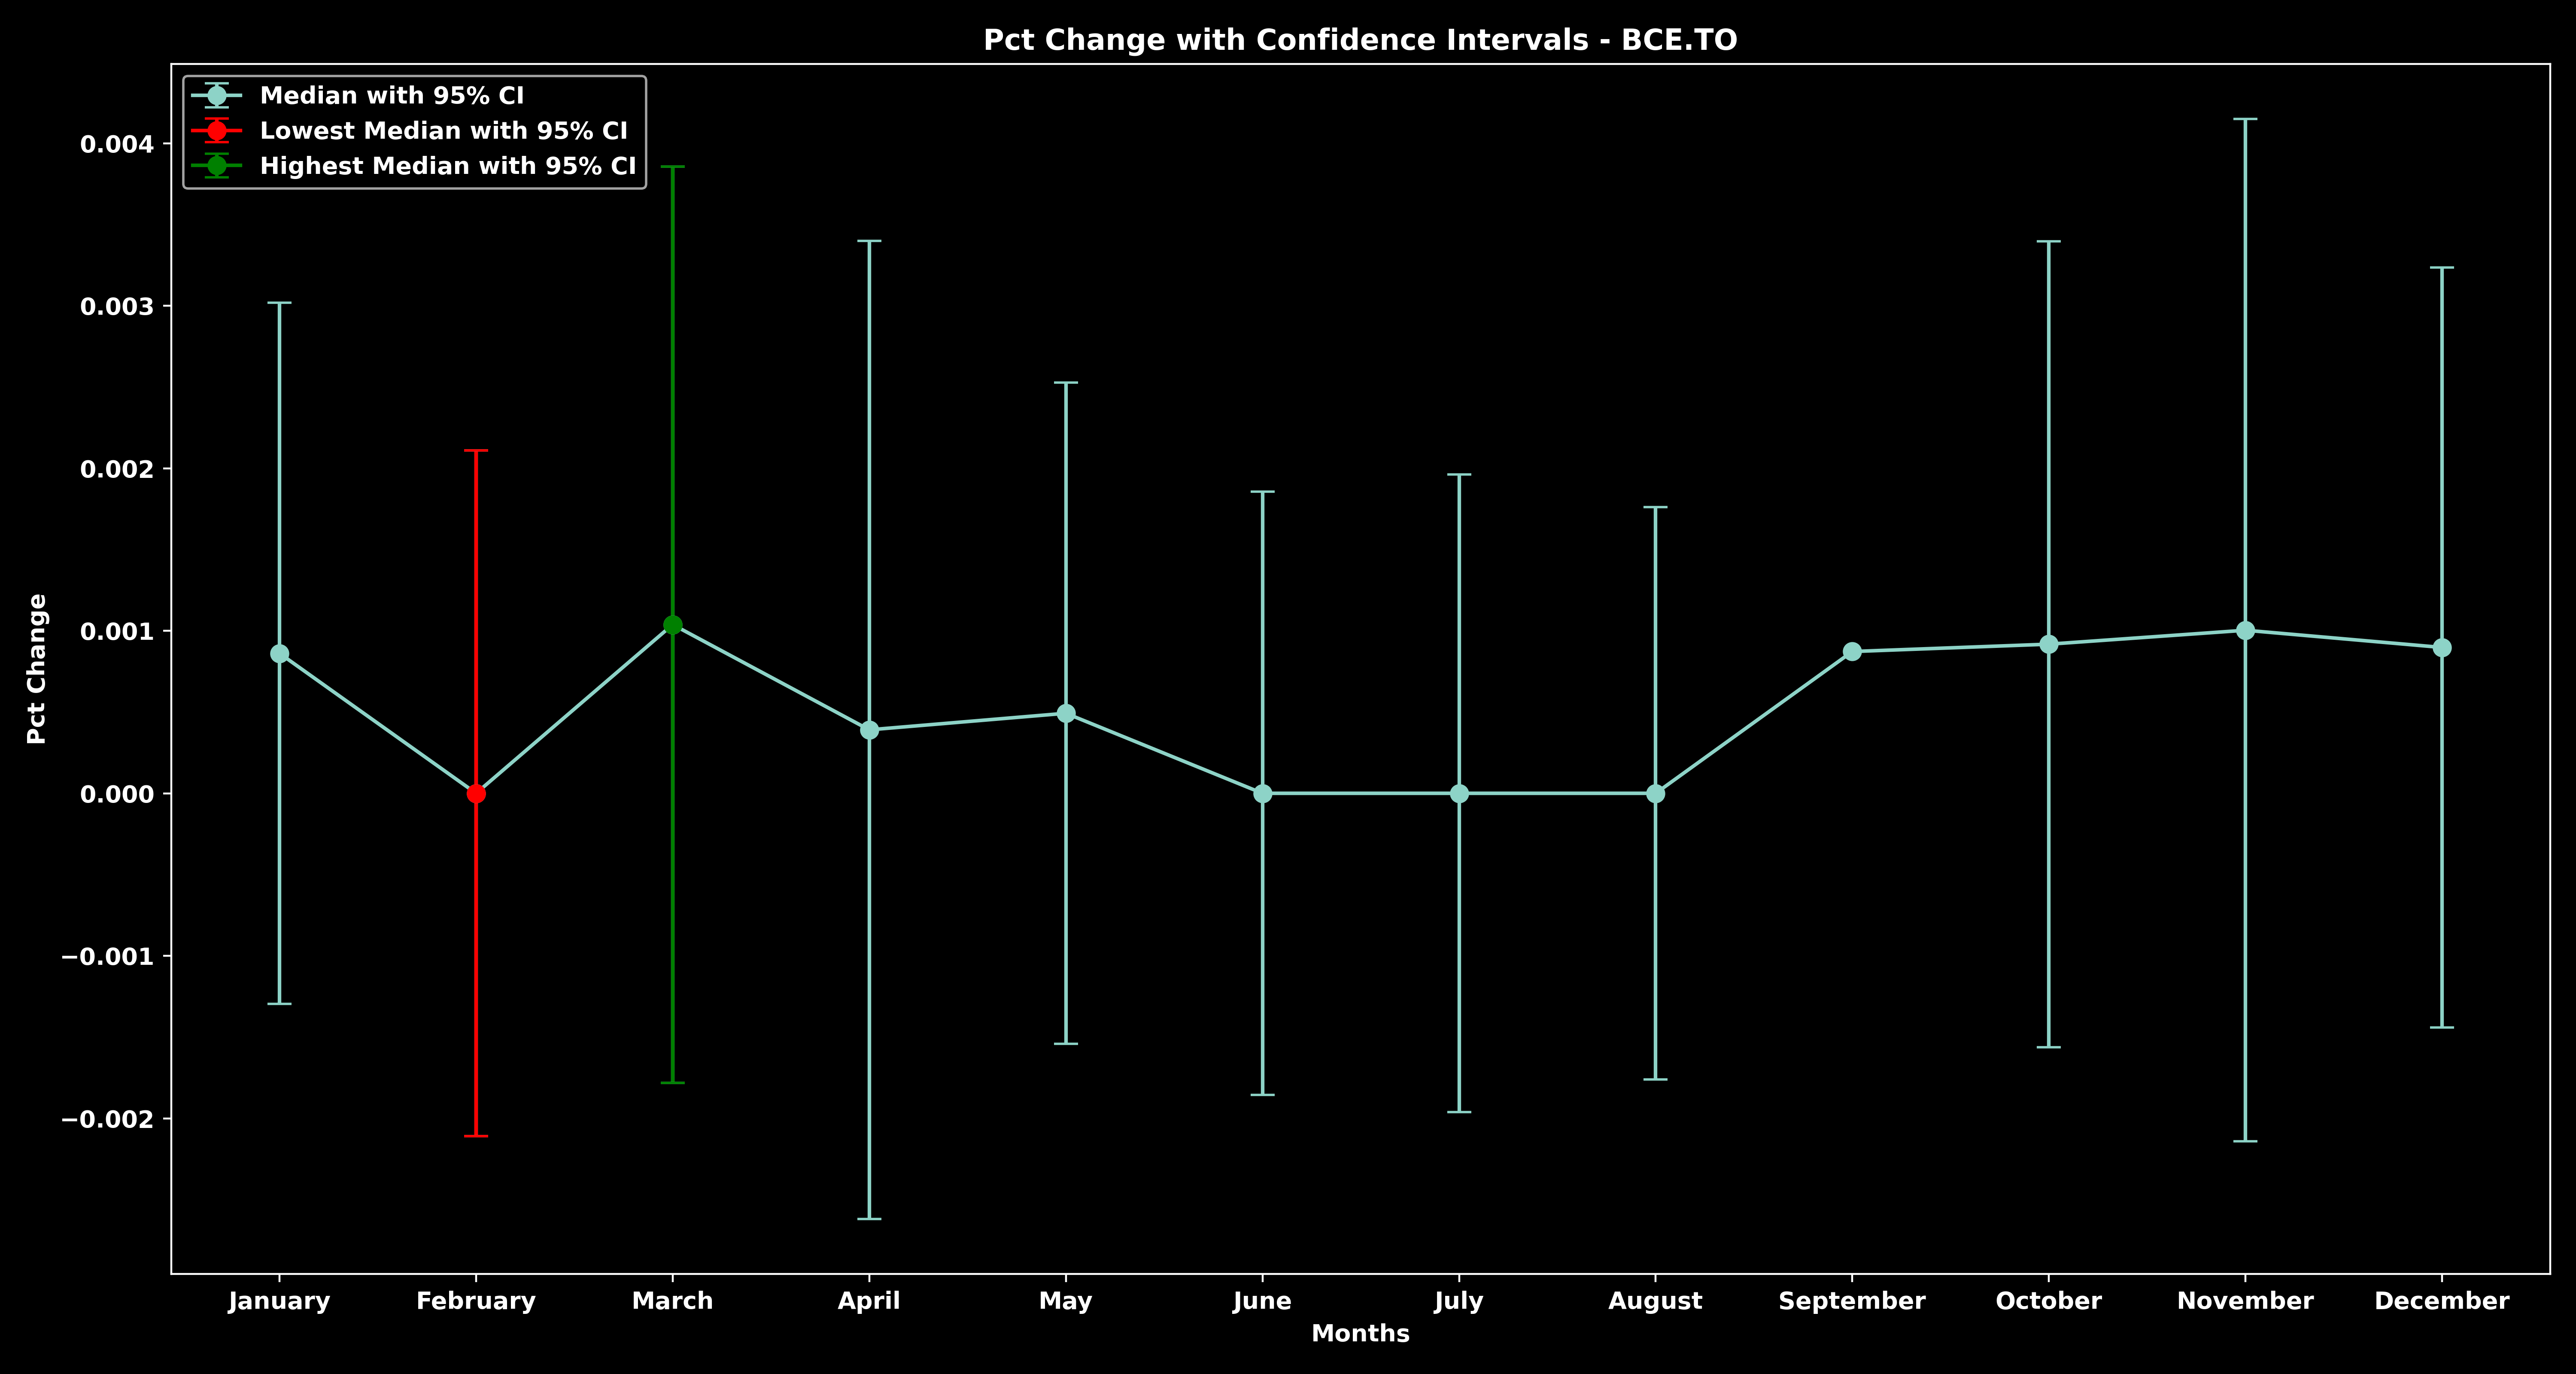 Pct Change with Confidence Intervals - BCE.TO
Median with 95% CI
Lowest Median with 95% CI
Highest Median with 95% CI
Pct Change
0.004
0.003
0.002
0.001
0.000
−0.001
−0.002
January February March April May June July August September October November December
Months